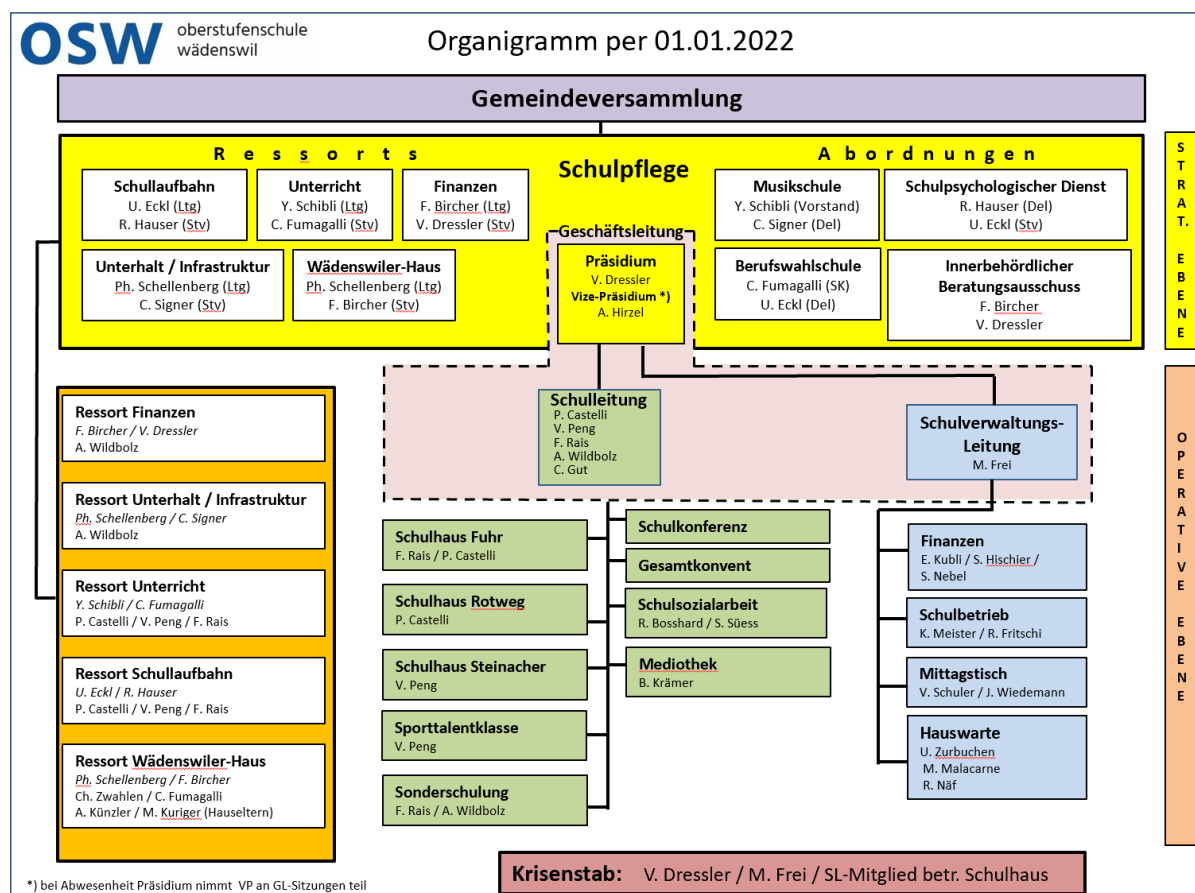 OSW oberstufenschule
wädenswil
Organigramm per 01.01.2022
Gemeindeversammlung
Ressorts
Schulpflege
Abordnungen
Schullaufbahn
U. Eckl (Ltg)
R. Hauser (Stv)
Unterricht
Y. Schibli (Ltg)
C. Fumagalli (Stv)
Finanzen
F. Bircher (Ltg)
V. Dressler (Stv)
Unterhalt / Infrastruktur
Ph. Schellenberg (Ltg)
C. Signer (Stv)
Wädenswiler-Haus
Ph. Schellenberg (Ltg)
F. Bircher (Stv)
Geschäftsleitung
Präsidium
V. Dressler
Vize-Präsidium *)
A. Hirzel
Musikschule
Y. Schibli (Vorstand)
C. Signer (Del)
Schulpsychologischer Dienst
R. Hauser (Del)
U. Eckl (Stv)
Berufswahlschule
C. Fumagalli (SK)
U. Eckl (Del)
Innerbehördlicher
Beratungsausschuss
F. Bircher
V. Dressler
STRAT. EBENE
Ressort Finanzen
F. Bircher / V. Dressler
A. Wildbolz
Ressort Unterhalt / Infrastruktur
Ph. Schellenberg / C. Signer
A. Wildbolz
Ressort Unterricht
Y. Schibli / C. Fumagalli
P. Castelli / V. Peng / F. Rais
Ressort Schullaufbahn
U. Eckl / R. Hauser
P. Castelli / V. Peng / F. Rais
Ressort Wädenswiler-Haus
Ph. Schellenberg / F. Bircher
Ch. Zwahlen / C. Fumagalli
A. Künzler / M. Kuriger (Hauseltern)
Schulleitung
P. Castelli
V. Peng
F. Rais
A. Wildbolz
C. Gut
Schulverwaltungs-
Leitung
M. Frei
Schulhaus Fuhr
F. Rais / P. Castelli
Schulhaus Rotweg
P. Castelli
Schulhaus Steinacher
V. Peng
Sporttalentklasse
V. Peng
Sonderschulung
F. Rais / A. Wildbolz
Schulkonferenz
Gesamtkonvent
Schulsozialarbeit
R. Bosshard / S. Süess
Mediothek
B. Krämer
Finanzen
E. Kubli / S. Hischier /
S. Nebel
Schulbetrieb
K. Meister / R. Fritschi
Mittagstisch
V. Schuler / J. Wiedemann
Hauswarte
U. Zurbuchen
M. Malacarne
R. Näf
OPERATIVE EBENE
Krisenstab: V. Dressler / M. Frei / SL-Mitglied betr. Schulhaus
*) bei Abwesenheit Präsidium nimmt VP an GL-Sitzungen teil